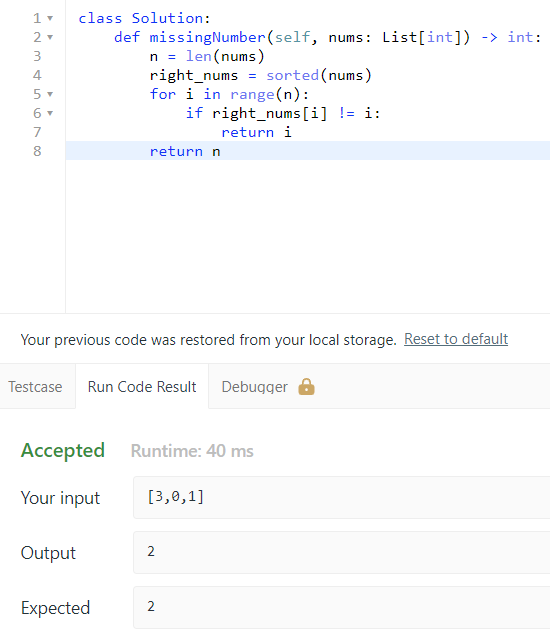 1 class Solution:
2 def missingNumber(self, nums: List[int]) -> int:
3 n = len(nums)
4 right_nums = sorted(nums)
5 for i in range(n):
6 if right_nums[i] != i:
7 return i
8 return n
Your previous code was restored from your local storage. Reset to default
Testcase Run Code Result Debugger
Accepted Runtime: 40 ms
Your input [3,0,1]
Output 2
Expected 2